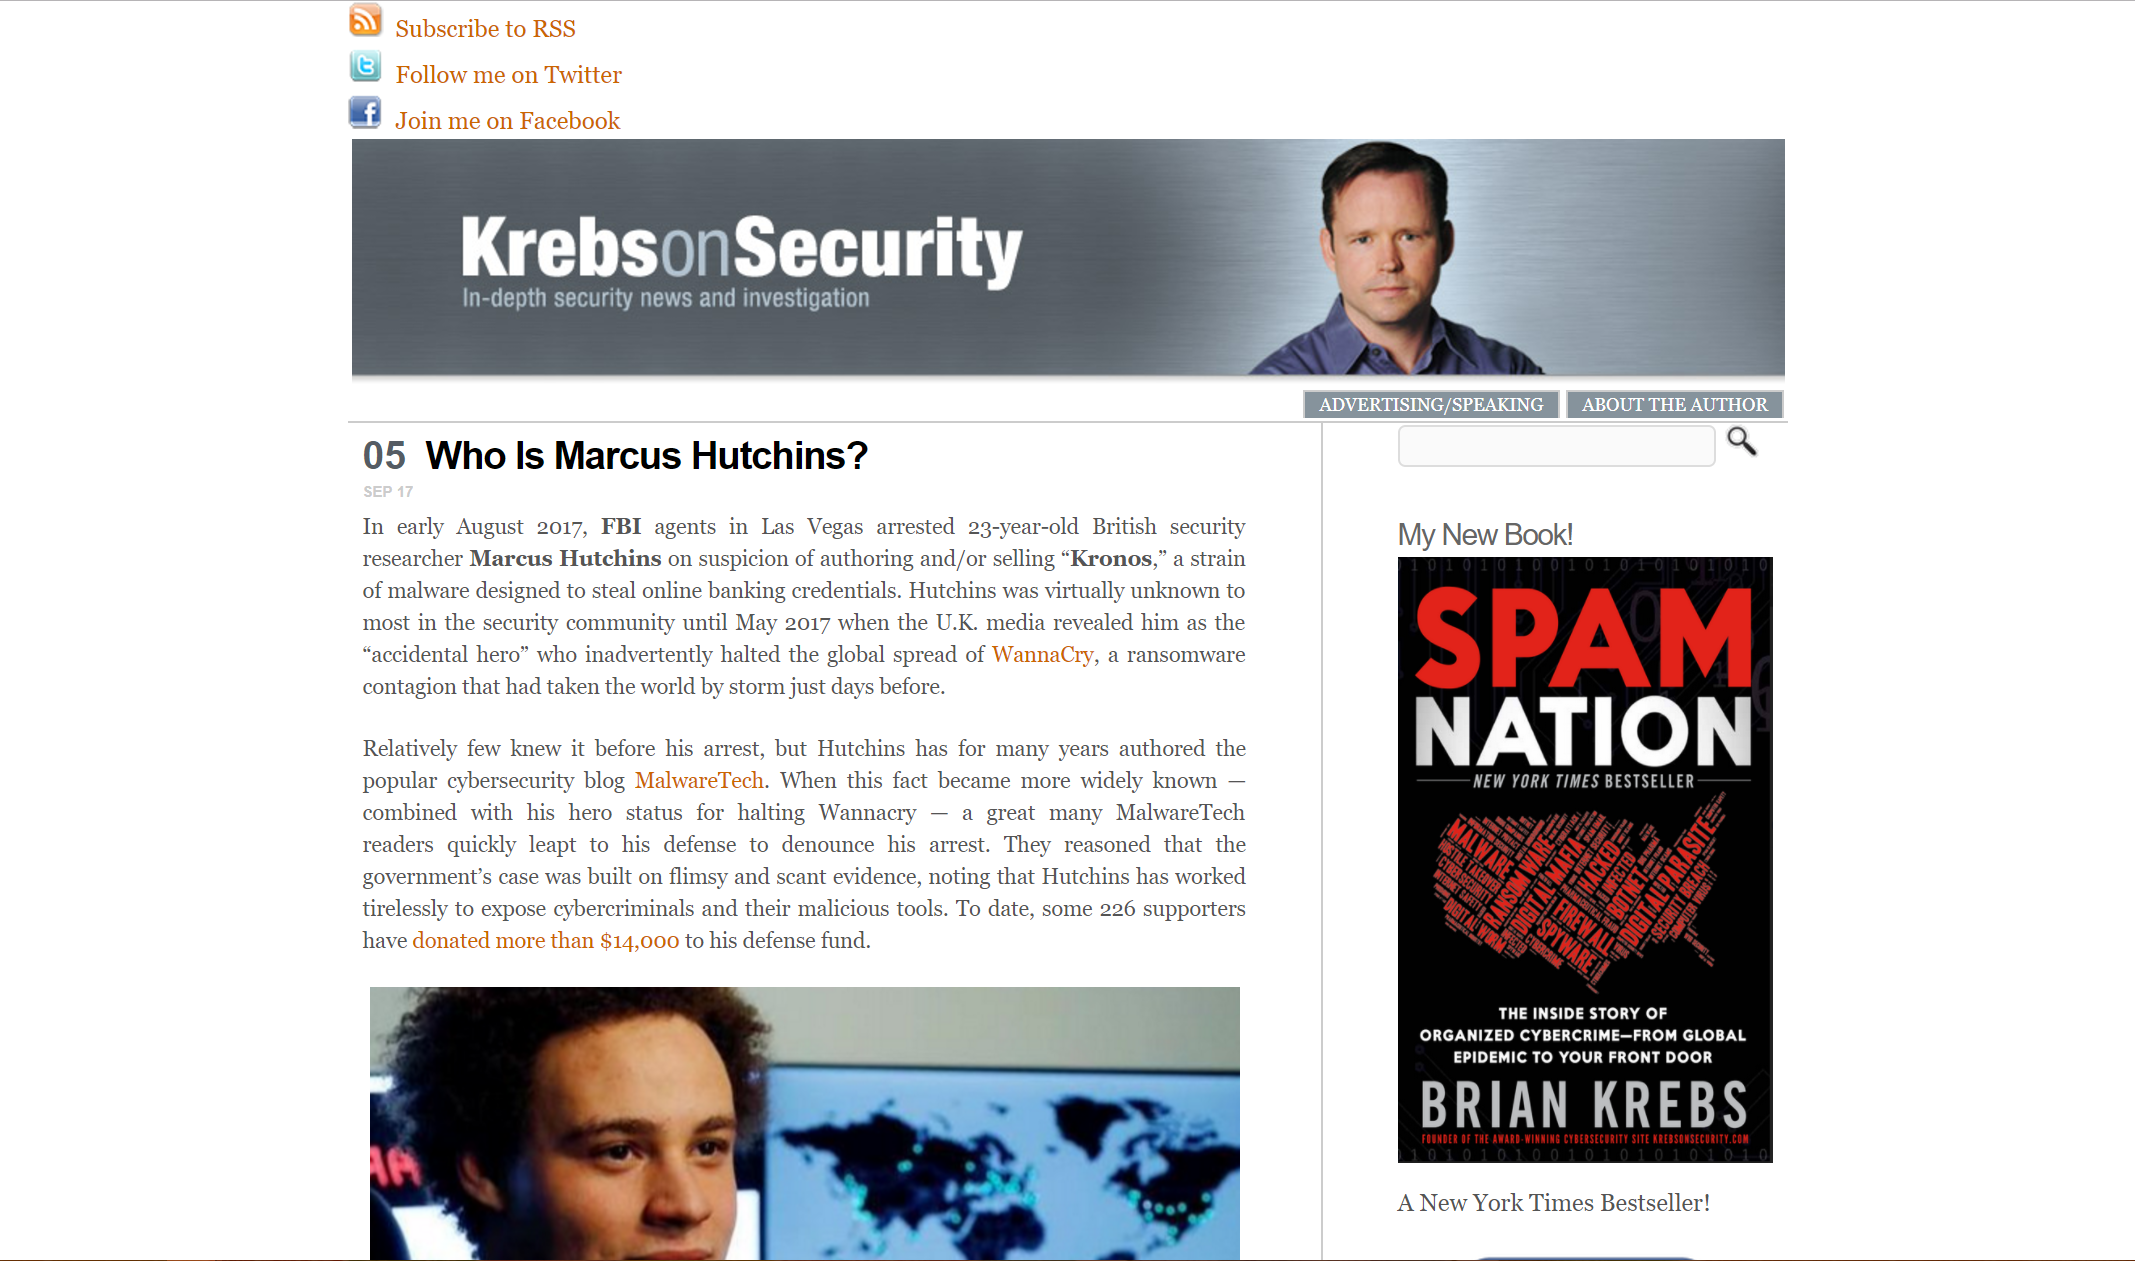 Subscribe to RSS
Follow me on Twitter
Join me on Facebook
KrebsonSecurity
In-depth security news and investigation
ADVERTISING/SPEAKING ABOUT THE AUTHOR
05 Who Is Marcus Hutchins?
SEP 17
In early August 2017, FBI agents in Las Vegas arrested 23-year-old British security
researcher Marcus Hutchins on suspicion of authoring and/or selling “Kronos,” a strain
of malware designed to steal online banking credentials. Hutchins was virtually unknown to
most in the security community until May 2017 when the U.K. media revealed him as the
“accidental hero” who inadvertently halted the global spread of WannaCry, a ransomware
contagion that had taken the world by storm just days before.
Relatively few knew it before his arrest, but Hutchins has for many years authored the
popular cybersecurity blog MalwareTech. When this fact became more widely known —
combined with his hero status for halting Wannacry — a great many MalwareTech
readers quickly leapt to his defense to denounce his arrest. They reasoned that the
government’s case was built on flimsy and scant evidence, noting that Hutchins has worked
tirelessly to expose cybercriminals and their malicious tools. To date, some 226 supporters
have donated more than $14,000 to his defense fund.
My New Book!
SPAM
NATION
NEW YORK TIMES BESTSELLER
MALWARE
RANSOMWARE
DIGITAL MAFIA
HACKED
INFECTED
BOTNET
DIGITAL PARASITE
SECURITY BREACH
FIREWALL
SPYWARE
DIGITAL WORM
CYBERCRIME
THE INSIDE STORY OF
ORGANIZED CYBERCRIME—FROM GLOBAL
EPIDEMIC TO YOUR FRONT DOOR
BRIAN KREBS
FOUNDER OF THE AWARD-WINNING CYBERSECURITY SITE KREBSONSECURITY.COM
A New York Times Bestseller!